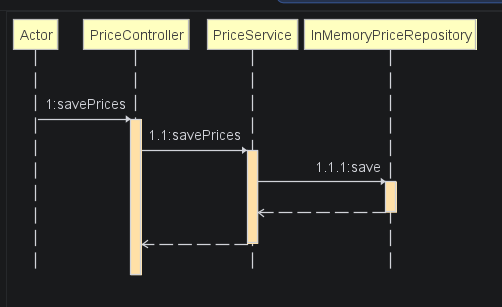 Actor
PriceController
PriceService
InMemoryPriceRepository
1:savePrices
1.1:savePrices
1.1.1:save